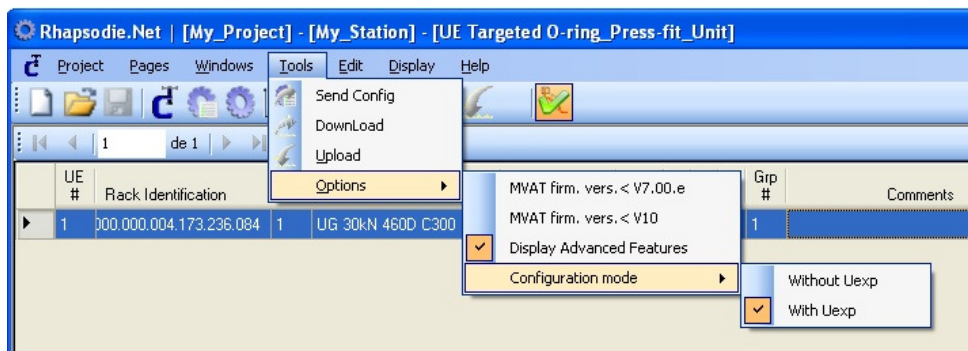 Rhapsodie.Net | [My_Project] - [My_Station] - [UE Targeted O-ring_Press-fit_Unit]
Project Pages Windows Tools Edit Display Help
Send Config
DownLoad
1 de 1
Upload
Options
UE # Rack Identification Grp # Comments
MVAT firm. vers.< V7.00.e
MVAT firm. vers.< V10
1 000.000.004.173.236.084 1 UG 30kN 460D C300 1
Display Advanced Features
Configuration mode
Without Uexp
With Uexp